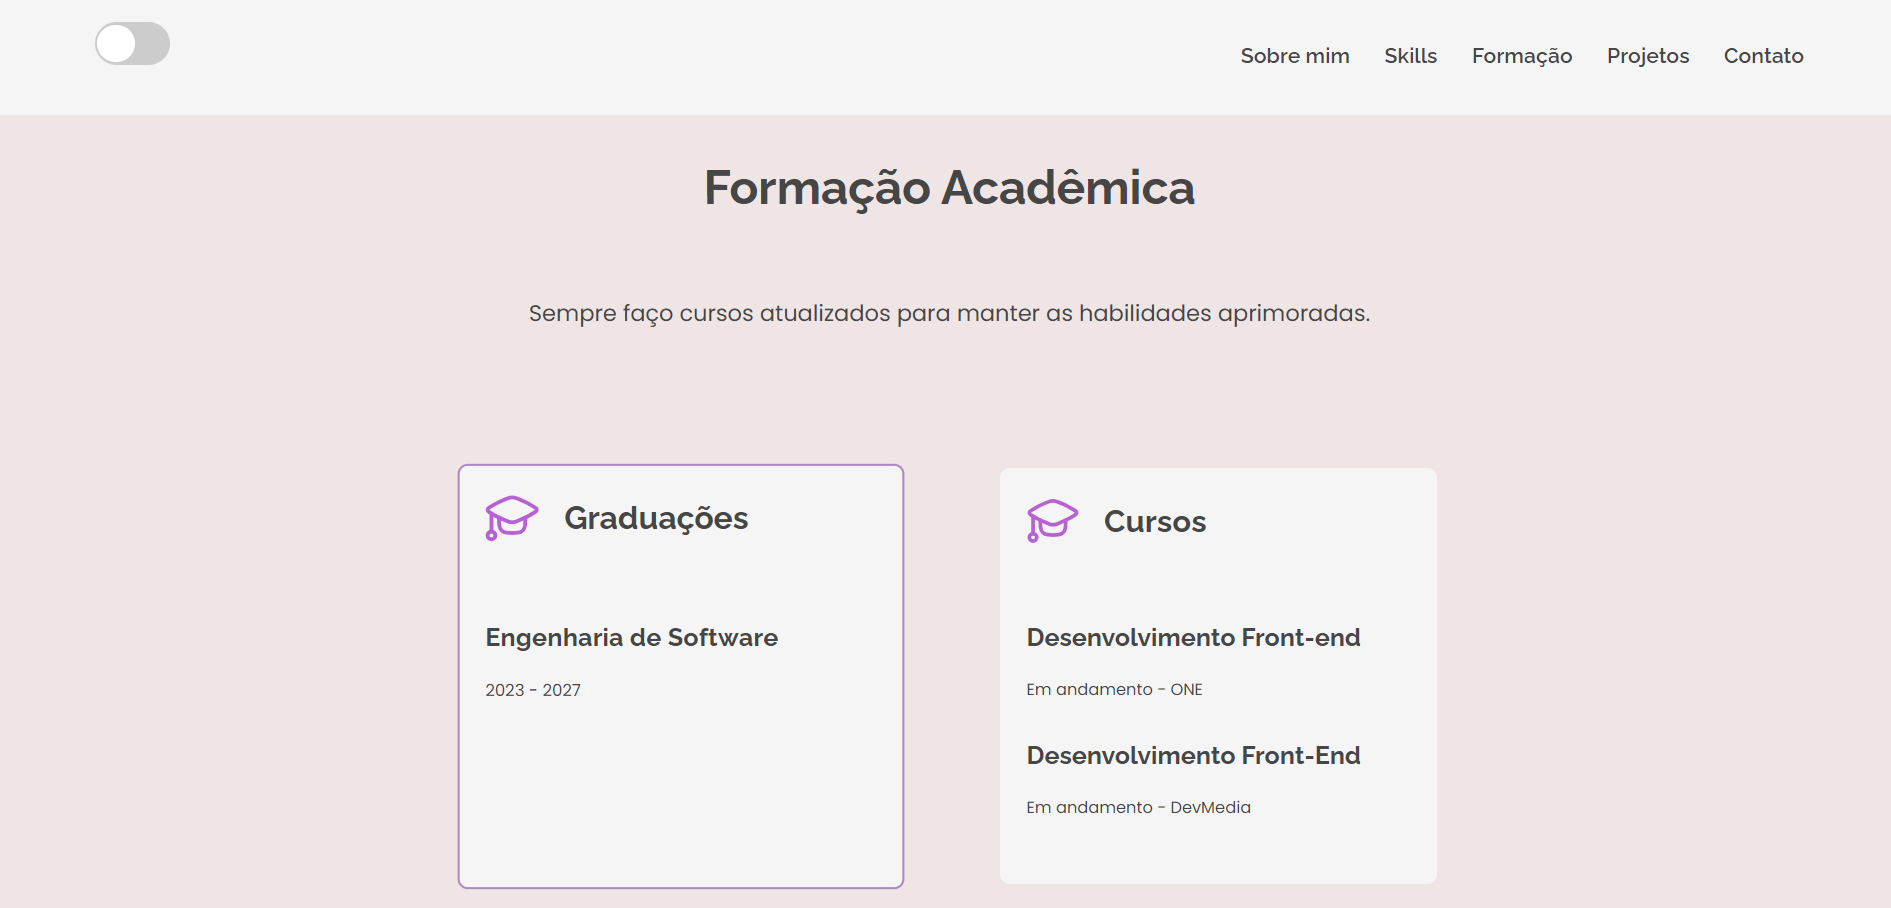 Sobre mim Skills Formação Projetos Contato
Formação Acadêmica
Sempre faço cursos atualizados para manter as habilidades aprimoradas.
Graduações
Engenharia de Software
2023 - 2027
Cursos
Desenvolvimento Front-end
Em andamento - ONE
Desenvolvimento Front-End
Em andamento - DevMedia